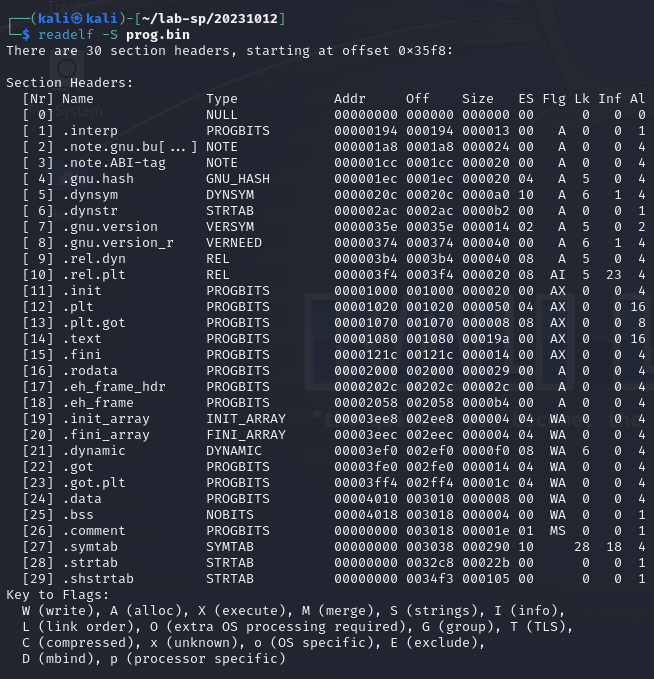 ┌──(kali㉿kali)-[~/lab-sp/20231012]
└─$ readelf -S prog.bin
There are 30 section headers, starting at offset 0x35f8:

Section Headers:
  [Nr] Name              Type            Addr     Off    Size   ES Flg Lk Inf Al
  [ 0]                   NULL            00000000 000000 000000 00      0   0  0
  [ 1] .interp           PROGBITS        00000194 000194 000013 00   A  0   0  1
  [ 2] .note.gnu.bu[...] NOTE            000001a8 0001a8 000024 00   A  0   0  4
  [ 3] .note.ABI-tag     NOTE            000001cc 0001cc 000020 00   A  0   0  4
  [ 4] .gnu.hash         GNU_HASH        000001ec 0001ec 000020 04   A  5   0  4
  [ 5] .dynsym           DYNSYM          0000020c 00020c 0000a0 10   A  6   1  4
  [ 6] .dynstr           STRTAB          000002ac 0002ac 0000b2 00   A  0   0  1
  [ 7] .gnu.version      VERSYM          0000035e 00035e 000014 02   A  5   0  2
  [ 8] .gnu.version_r    VERNEED         00000374 000374 000040 00   A  6   1  4
  [ 9] .rel.dyn          REL             000003b4 0003b4 000040 08   A  5   0  4
  [10] .rel.plt          REL             000003f4 0003f4 000020 08  AI  5  23  4
  [11] .init             PROGBITS        00001000 001000 000020 00  AX  0   0  4
  [12] .plt              PROGBITS        00001020 001020 000050 04  AX  0   0 16
  [13] .plt.got          PROGBITS        00001070 001070 000008 08  AX  0   0  8
  [14] .text             PROGBITS        00001080 001080 00019a 00  AX  0   0 16
  [15] .fini             PROGBITS        0000121c 00121c 000014 00  AX  0   0  4
  [16] .rodata           PROGBITS        00002000 002000 000029 00   A  0   0  4
  [17] .eh_frame_hdr     PROGBITS        0000202c 00202c 00002c 00   A  0   0  4
  [18] .eh_frame         PROGBITS        00002058 002058 0000b4 00   A  0   0  4
  [19] .init_array       INIT_ARRAY      00003ee8 002ee8 000004 04  WA  0   0  4
  [20] .fini_array       FINI_ARRAY      00003eec 002eec 000004 04  WA  0   0  4
  [21] .dynamic          DYNAMIC         00003ef0 002ef0 0000f0 08  WA  6   0  4
  [22] .got              PROGBITS        00003fe0 002fe0 000014 04  WA  0   0  4
  [23] .got.plt          PROGBITS        00003ff4 002ff4 00001c 04  WA  0   0  4
  [24] .data             PROGBITS        00004010 003010 000008 00  WA  0   0  4
  [25] .bss              NOBITS          00004018 003018 000004 00  WA  0   0  1
  [26] .comment          PROGBITS        00000000 003018 00001e 01  MS  0   0  1
  [27] .symtab           SYMTAB          00000000 003038 000290 10     28  18  4
  [28] .strtab           STRTAB          00000000 0032c8 00022b 00      0   0  1
  [29] .shstrtab         STRTAB          00000000 0034f3 000105 00      0   0  1
Key to Flags:
  W (write), A (alloc), X (execute), M (merge), S (strings), I (info),
  L (link order), O (extra OS processing required), G (group), T (TLS),
  C (compressed), x (unknown), o (OS specific), E (exclude),
  D (mbind), p (processor specific)